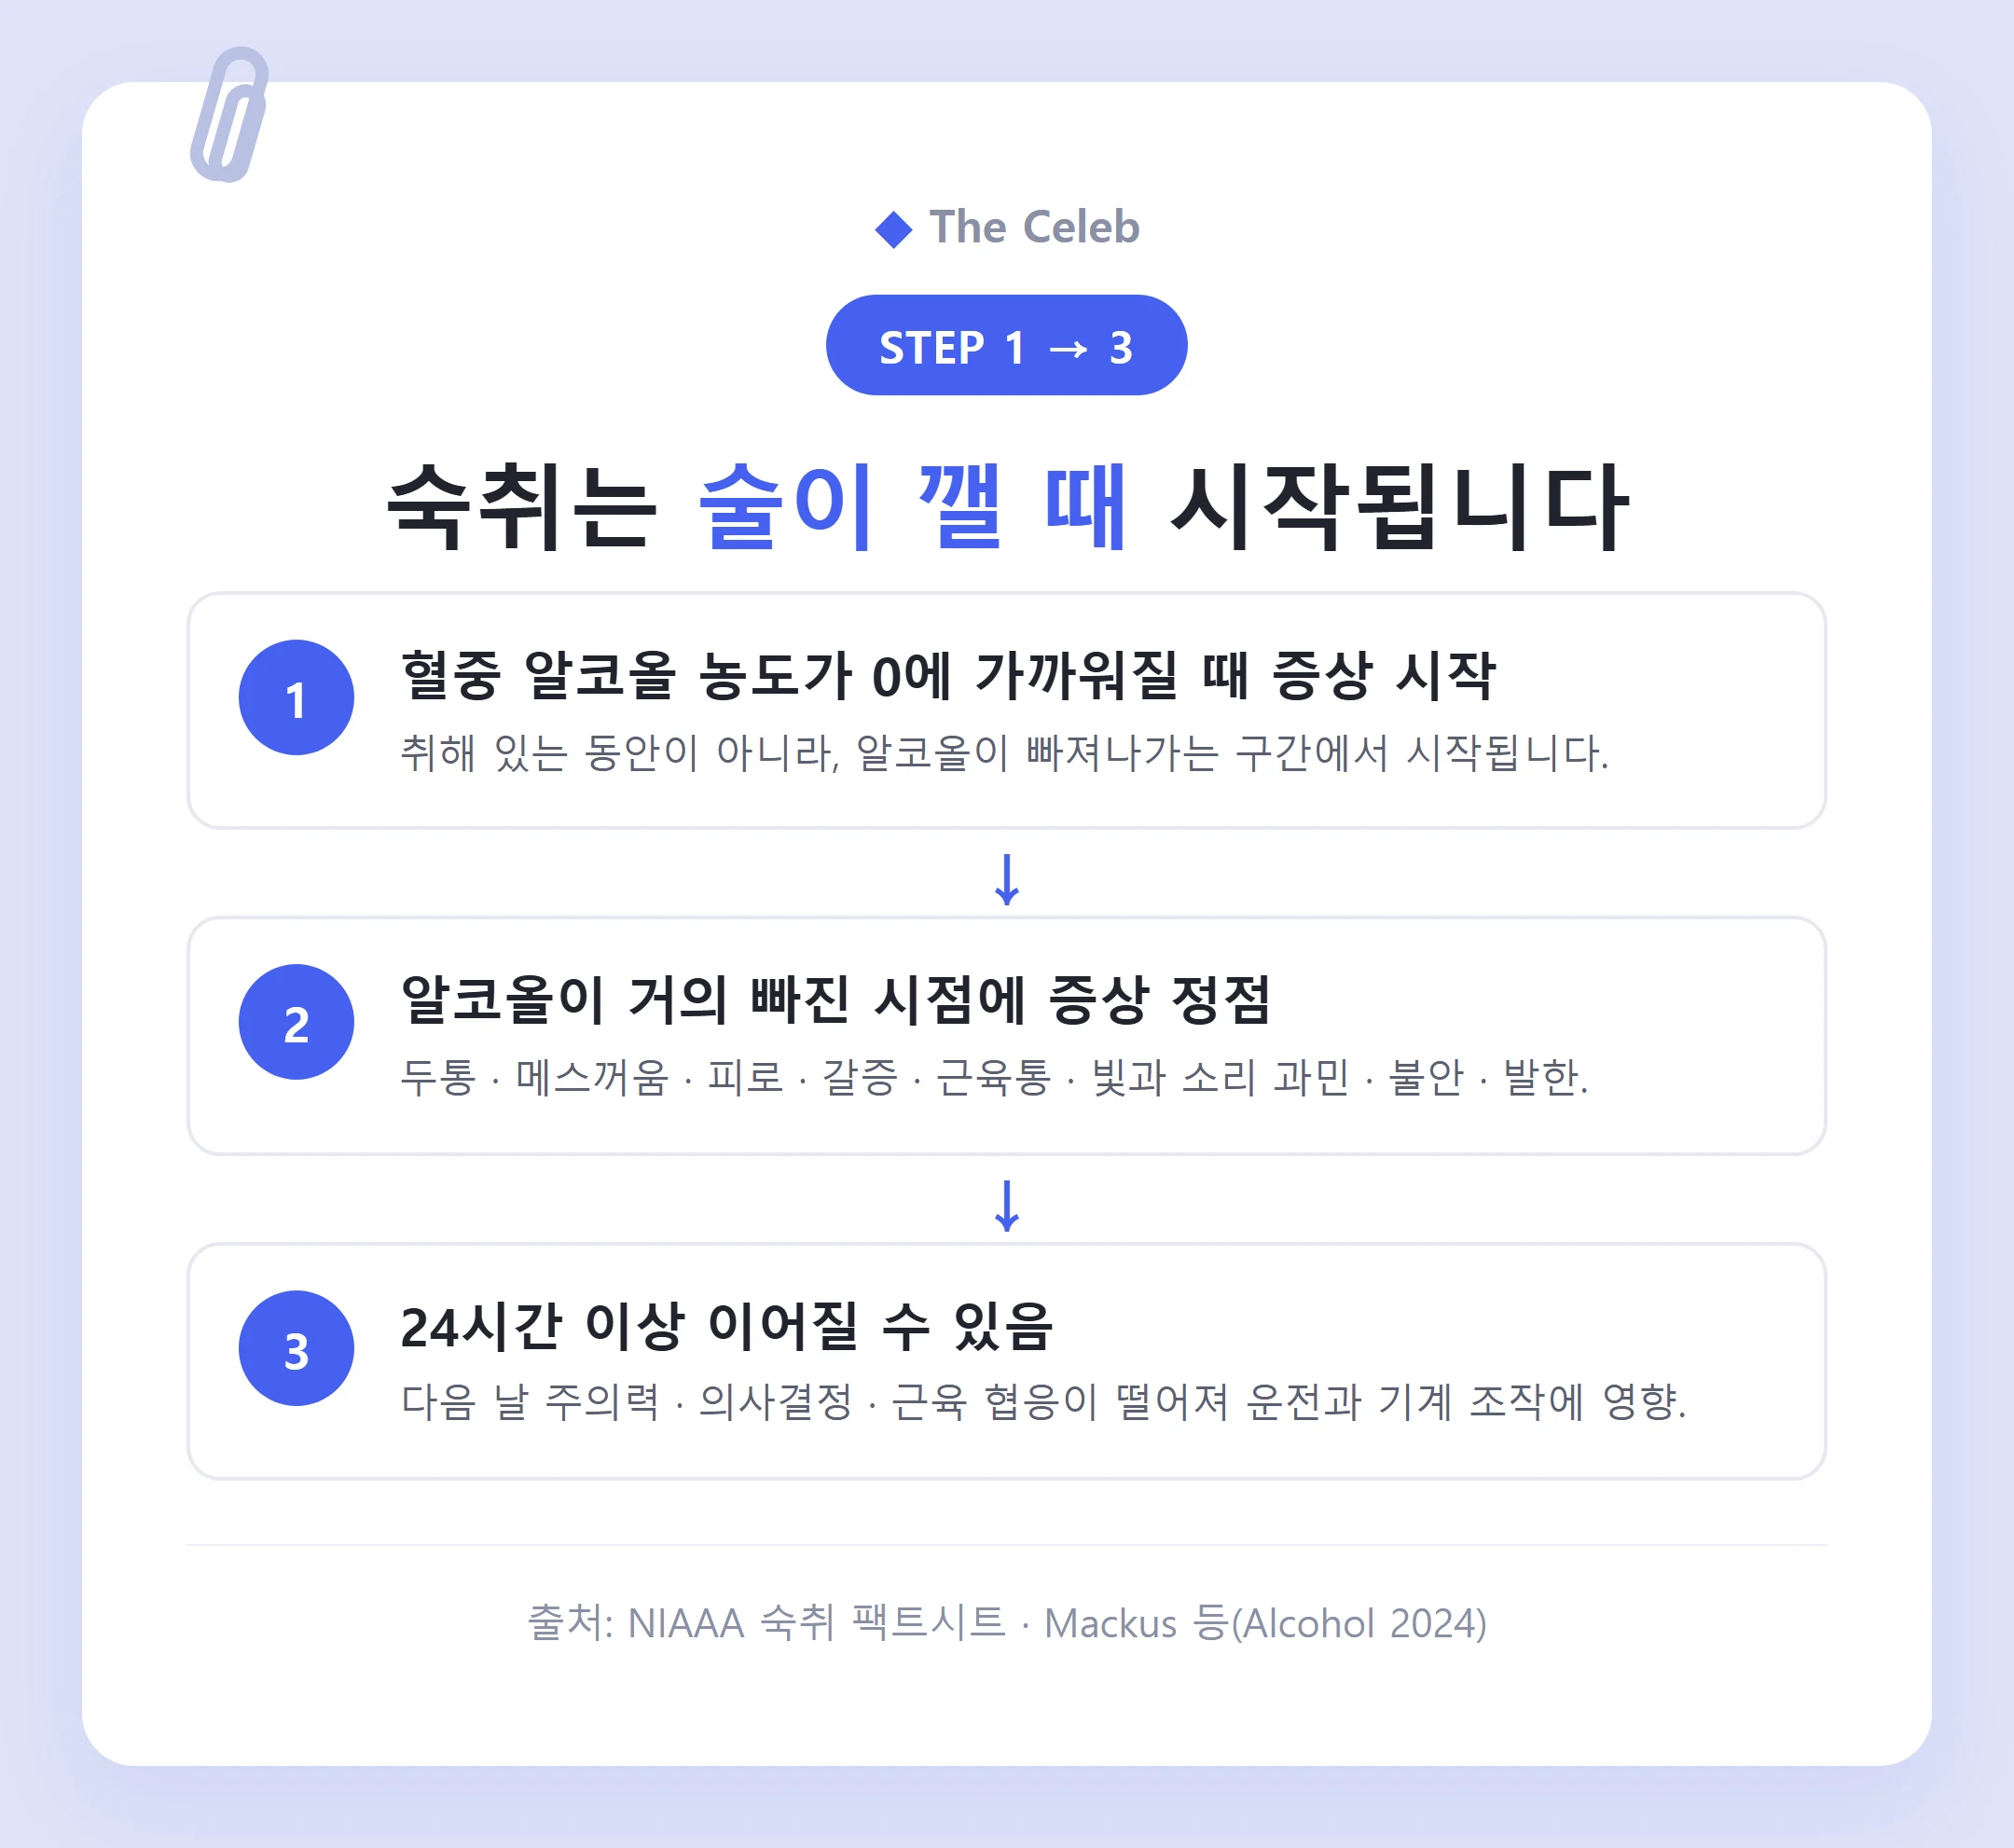 The Celeb
STEP 1 → 3
숙취는 술이 깰 때 시작됩니다
1
혈중 알코올 농도가 0에 가까워질 때 증상 시작
취해 있는 동안이 아니라, 알코올이 빠져나가는 구간에서 시작됩니다.
↓
2
알코올이 거의 빠진 시점에 증상 정점
두통 · 메스꺼움 · 피로 · 갈증 · 근육통 · 빛과 소리 과민 · 불안 · 발한.
↓
3
24시간 이상 이어질 수 있음
다음 날 주의력 · 의사결정 · 근육 협응이 떨어져 운전과 기계 조작에 영향.
출처: NIAAA 숙취 팩트시트 · Mackus 등(Alcohol 2024)